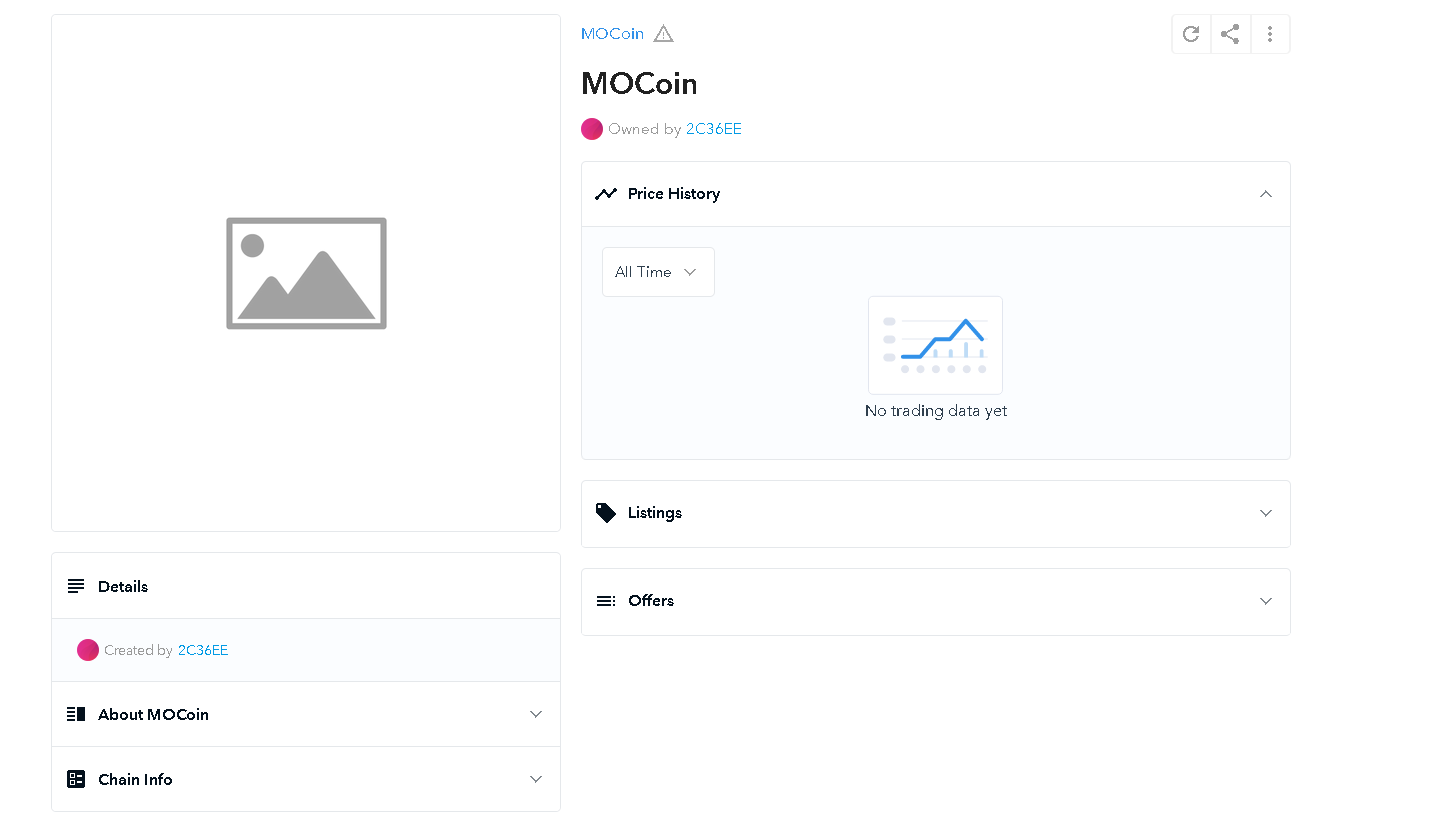 MOCoin
MOCoin
Owned by 2C36EE
Price History
All Time
No trading data yet
Listings
Offers
Details
Created by 2C36EE
About MOCoin
Chain Info